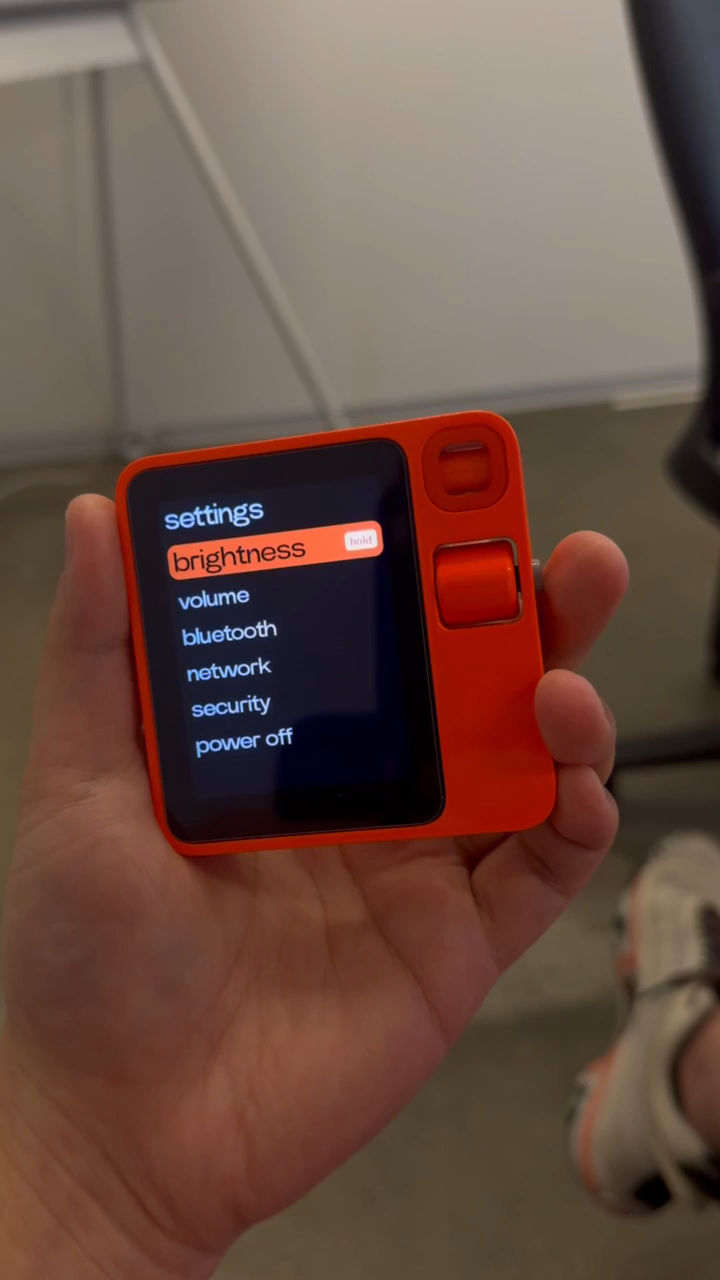 settings
brightness hold
volume
bluetooth
network
security
power off